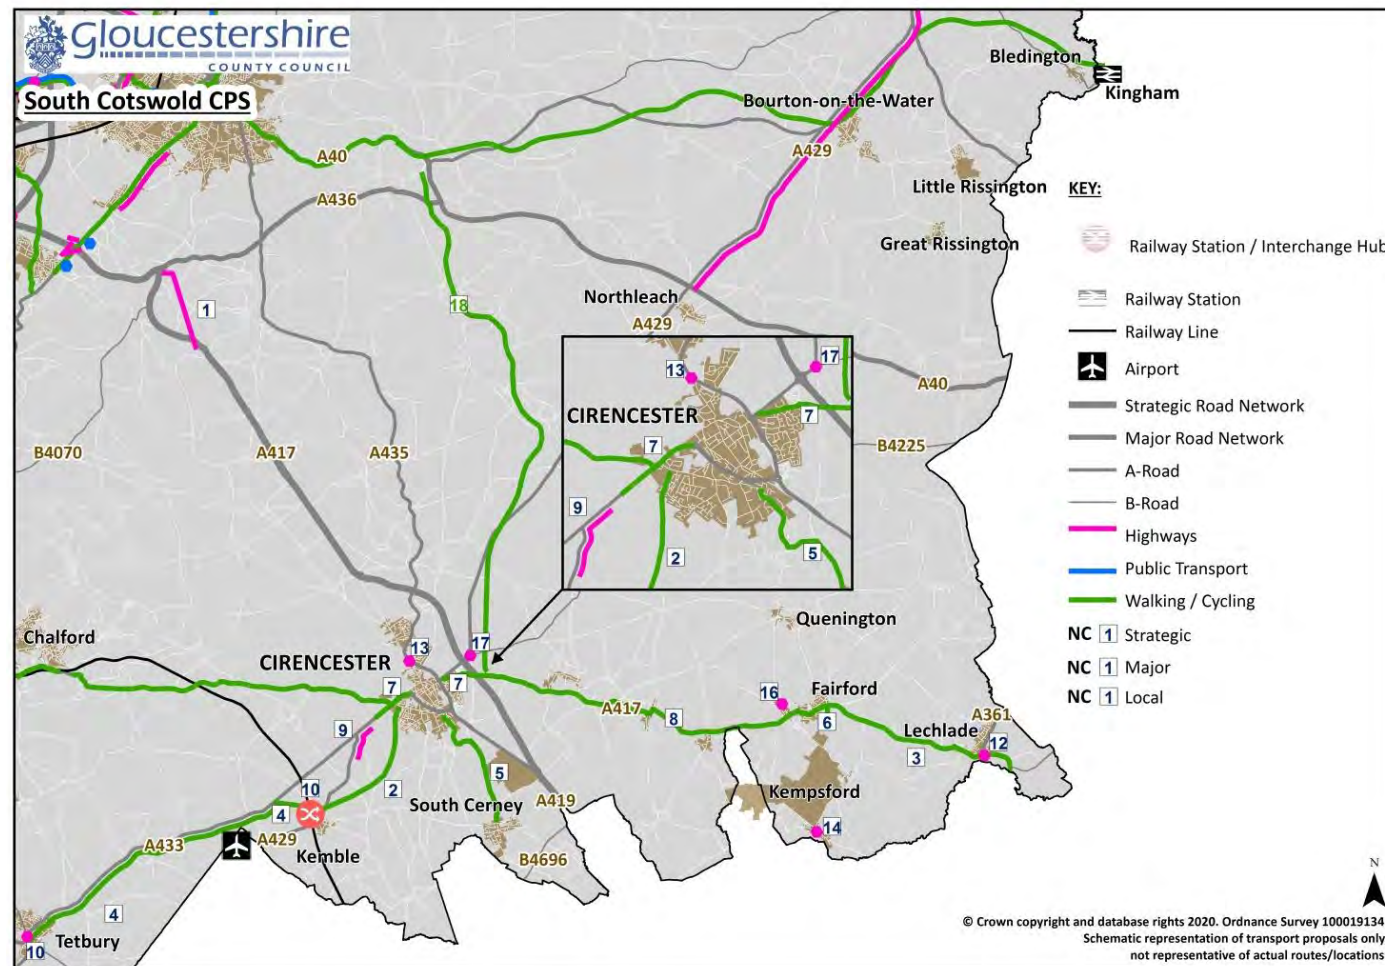 Gloucestershire
COUNTY COUNCIL
South Cotswold CPS
Bledington
Kingham
Bourton-on-the-Water
A40
A429
Little Rissington
A436
Great Rissington
KEY:
Railway Station / Interchange Hub
Railway Station
Railway Line
Airport
Strategic Road Network
Major Road Network
A-Road
B-Road
Highways
Public Transport
Walking / Cycling
NC 1 Strategic
NC 1 Major
NC 1 Local
1
18
Northleach
A429
13
17
CIRENCESTER
7
7
9
2
5
A40
B4225
B4070
A417
A435
Chalford
CIRENCESTER
13
17
7
7
Quenington
A417
8
16
Fairford
6
Lechlade
A361
12
3
9
10
2
5
South Cerney
A419
Kempsford
14
4
A433
A429
Kemble
B4696
4
Tetbury
10
N
© Crown copyright and database rights 2020. Ordnance Survey 100019134
Schematic representation of transport proposals only
not representative of actual routes/locations